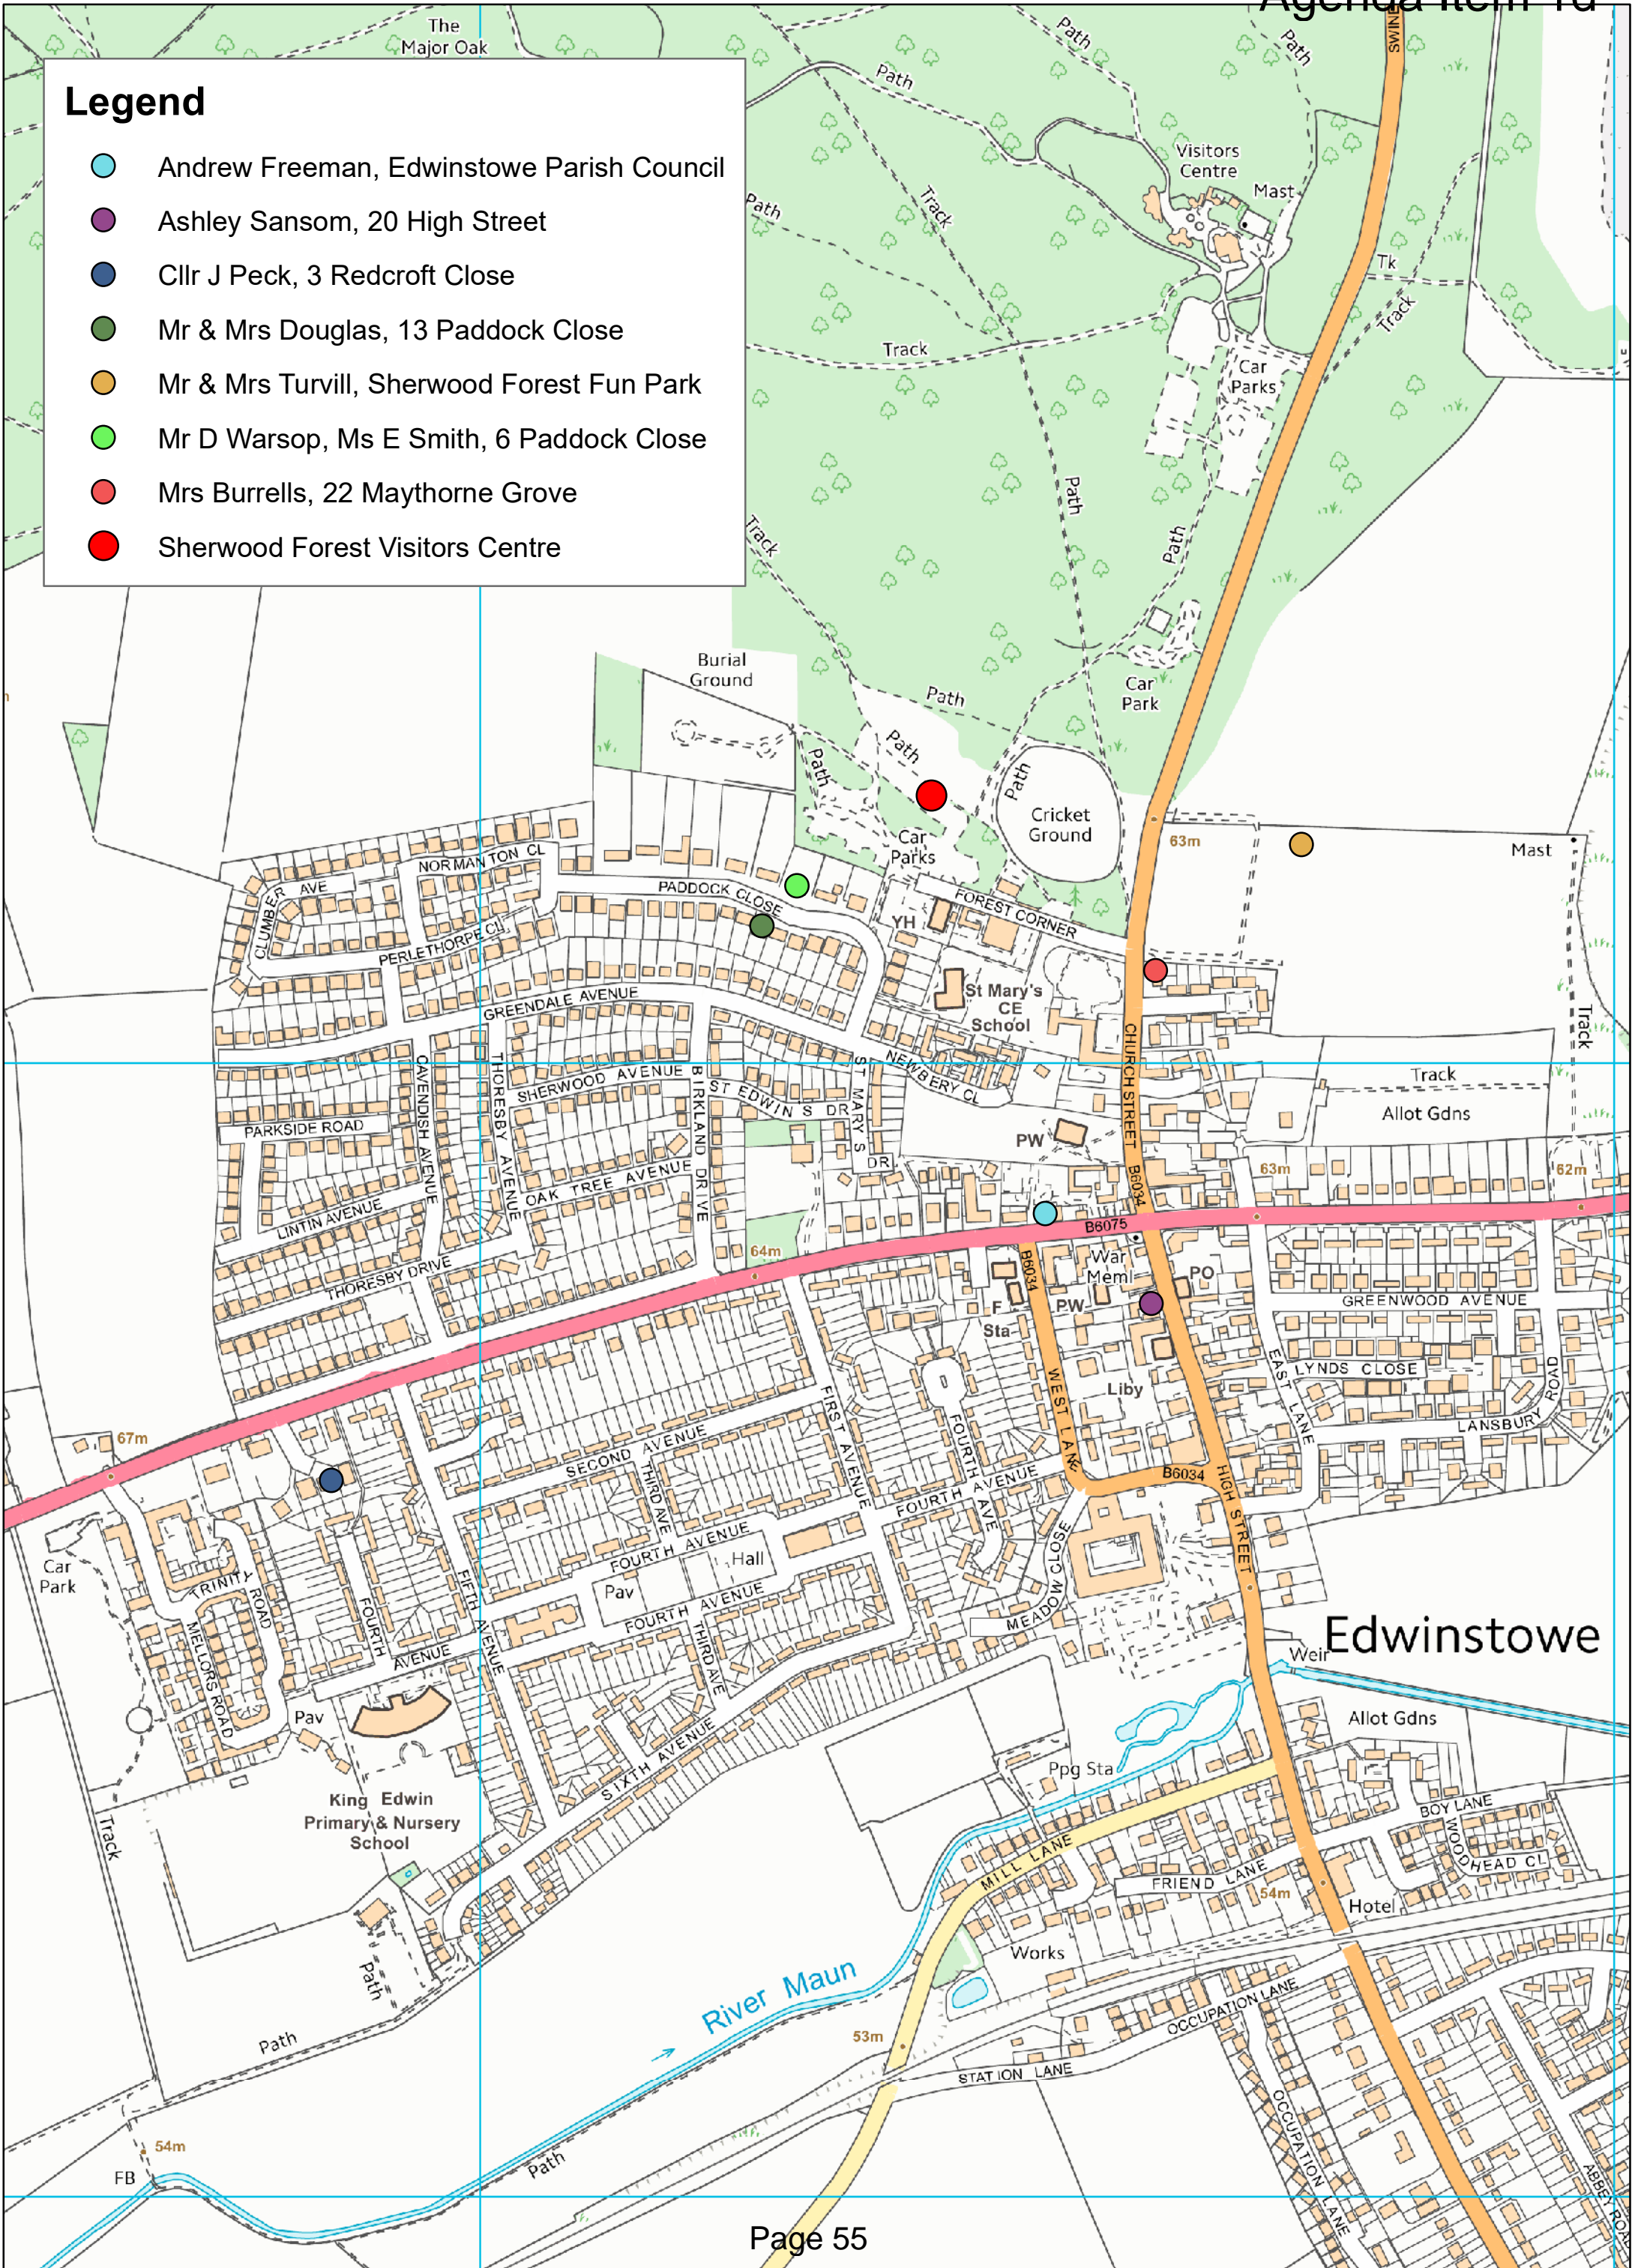 Agenda Item
The
Major Oak
Legend
Andrew Freeman, Edwinstowe Parish Council
Ashley Sansom, 20 High Street
Cllr J Peck, 3 Redcroft Close
Mr & Mrs Douglas, 13 Paddock Close
Mr & Mrs Turvill, Sherwood Forest Fun Park
Mr D Warsop, Ms E Smith, 6 Paddock Close
Mrs Burrells, 22 Maythorne Grove
Sherwood Forest Visitors Centre
Path
Path
Path
SWINE
Visitors
Centre
Mast
Path
Track
Tk
Track
Track
Car
Parks
Path
Track
Path
Burial
Ground
Path
Car
Park
Path
Path
Path
Cricket
Ground
Car
Parks
63m
Mast
NORMANTON CL
CLUMBER AVE
PADDOCK CLOSE
FOREST CORNER
YH
PERLETHORPE CL
GREENDALE AVENUE
St Mary's
CE
School
Track
CHURCH STREET
CAVENDISH AVENUE
THORESBY AVENUE
SHERWOOD AVENUE
BIRKLAND DRIVE
ST EDWIN S DR
ST MARY S
DR
NEWBERY CL
Track
Allot Gdns
PARKSIDE ROAD
PW
B6034
63m
62m
OAK TREE AVENUE
LINTIN AVENUE
B6075
64m
THORESBY DRIVE
B6034
War
Meml
PO
F
Sta
PW
GREENWOOD AVENUE
WEST LANE
EAST LANE
LYNDS CLOSE
ROAD
Liby
LANSBURY
FIRST AVENUE
FOURTH AVE
67m
SECOND AVENUE
THIRD AVE
FOURTH AVENUE
B6034
HIGH STREET
FOURTH AVENUE
Hall
Car
Park
TRINITY ROAD
Pav
FOURTH AVENUE
MEADOW CLOSE
FIFTH AVENUE
FOURTH
AVENUE
THIRD AVE
MELLORS ROAD
Edwinstowe
Weir
Pav
Allot Gdns
SIXTH AVENUE
Ppg Sta
King Edwin
Primary & Nursery
School
Track
BOY LANE
WOODHEAD CL
MILL LANE
FRIEND LANE
54m
Hotel
Works
Path
River Maun
OCCUPATION LANE
53m
Path
STATION LANE
54m
FB
Path
OCCUPATION LANE
ABBEY ROA
Page 55